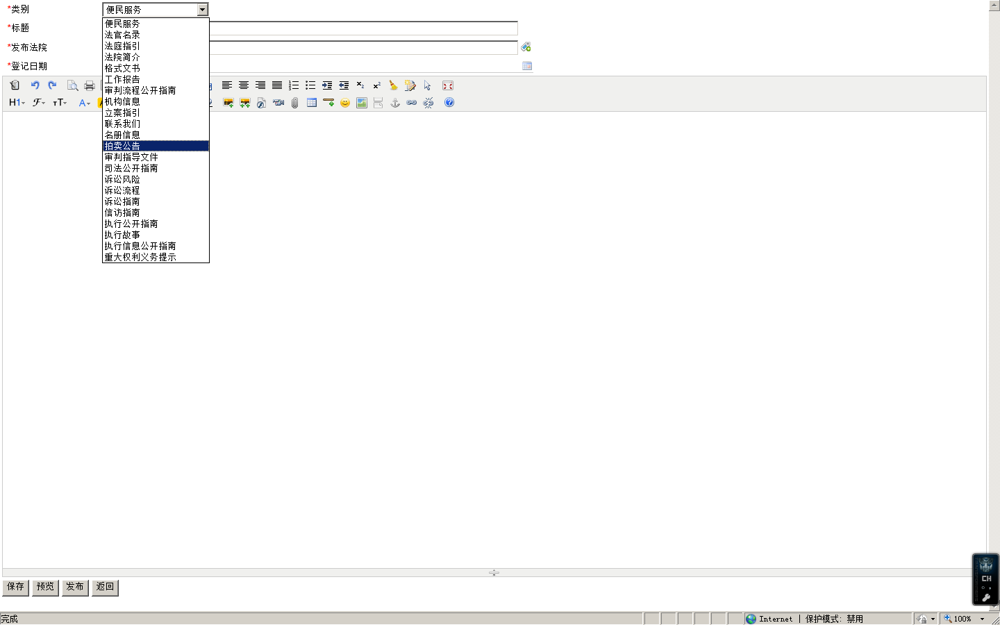 *类别
便民服务
便民服务
法官名录
法庭指引
法院简介
格式文书
工作报告
审判流程公开指南
机构信息
立案指引
联系我们
名册信息
拍卖公告
审判指导文件
司法公开指南
诉讼风险
诉讼流程
诉讼指南
信访指南
执行公开指南
执行故事
执行信息公开指南
重大权利义务提示
*标题
*发布法院
*登记日期
H1
保存 预览 发布 返回
CH
完成
Internet | 保护模式: 禁用
100%